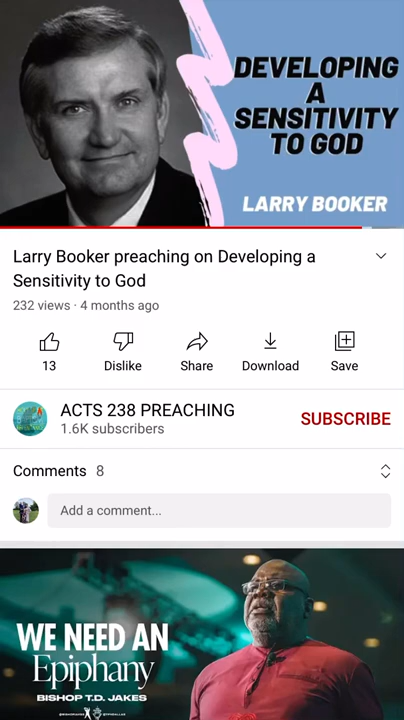 DEVELOPING
A
SENSITIVITY
TO GOD
LARRY BOOKER
Larry Booker preaching on Developing a
Sensitivity to God
232 views · 4 months ago
13
Dislike
Share
Download
Save
ACTS 238 PREACHING
1.6K subscribers
SUBSCRIBE
Comments 8
Add a comment...
WE NEED AN
Epiphany
BISHOP T.D. JAKES